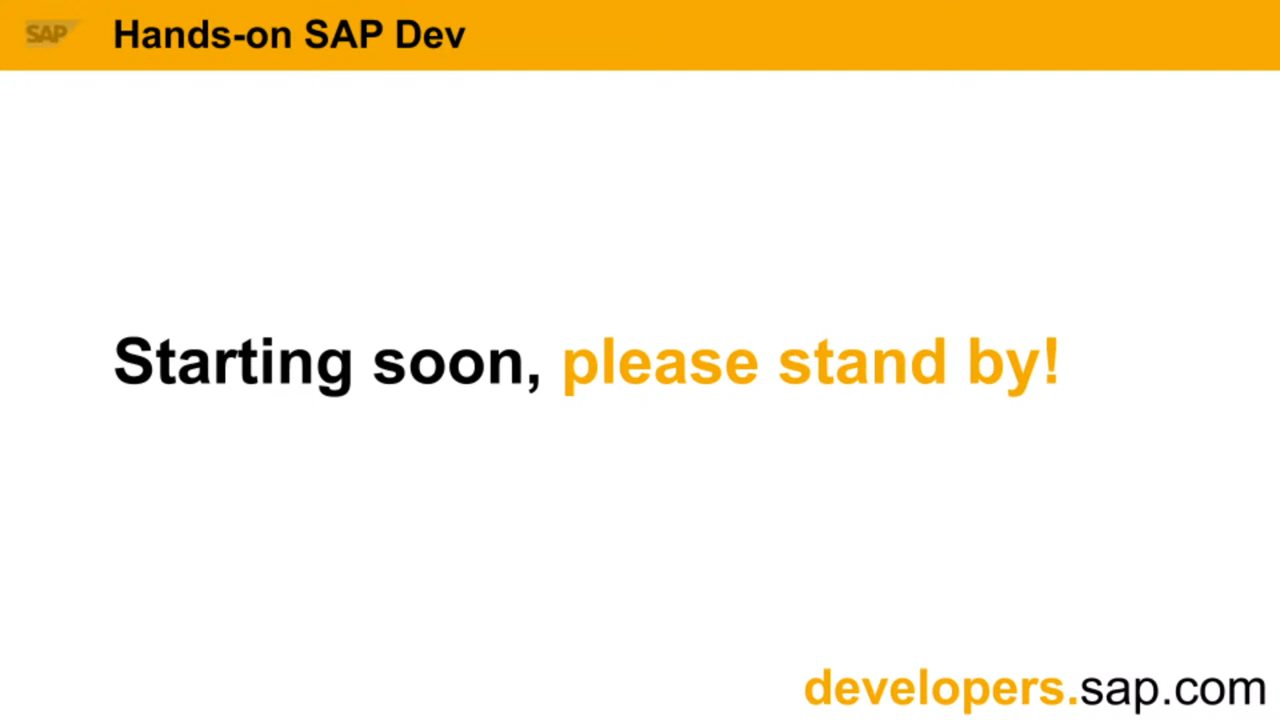 SAP
Hands-on SAP Dev
Starting soon, please stand by!
developers.sap.com